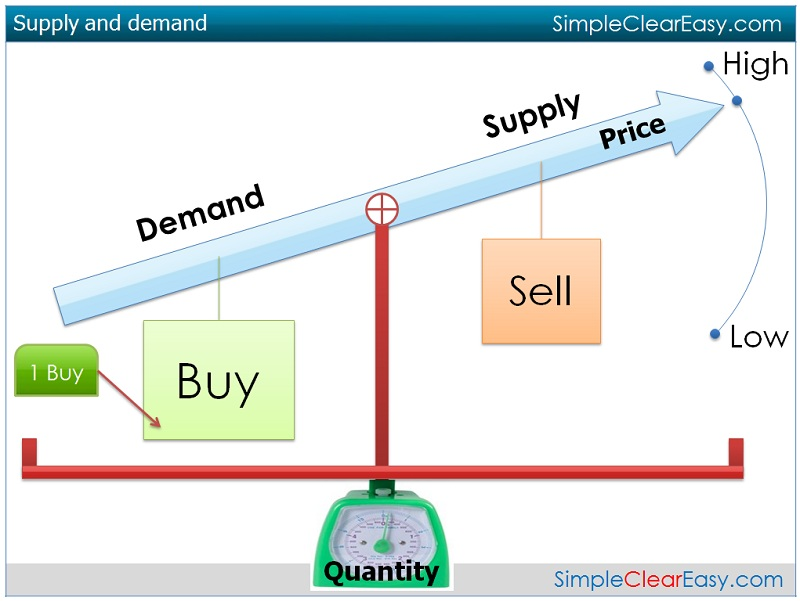 Supply and demand
SimpleClearEasy.com
High
Supply
Price
Demand
Sell
Low
1 Buy
Buy
Quantity
SimpleClearEasy.com